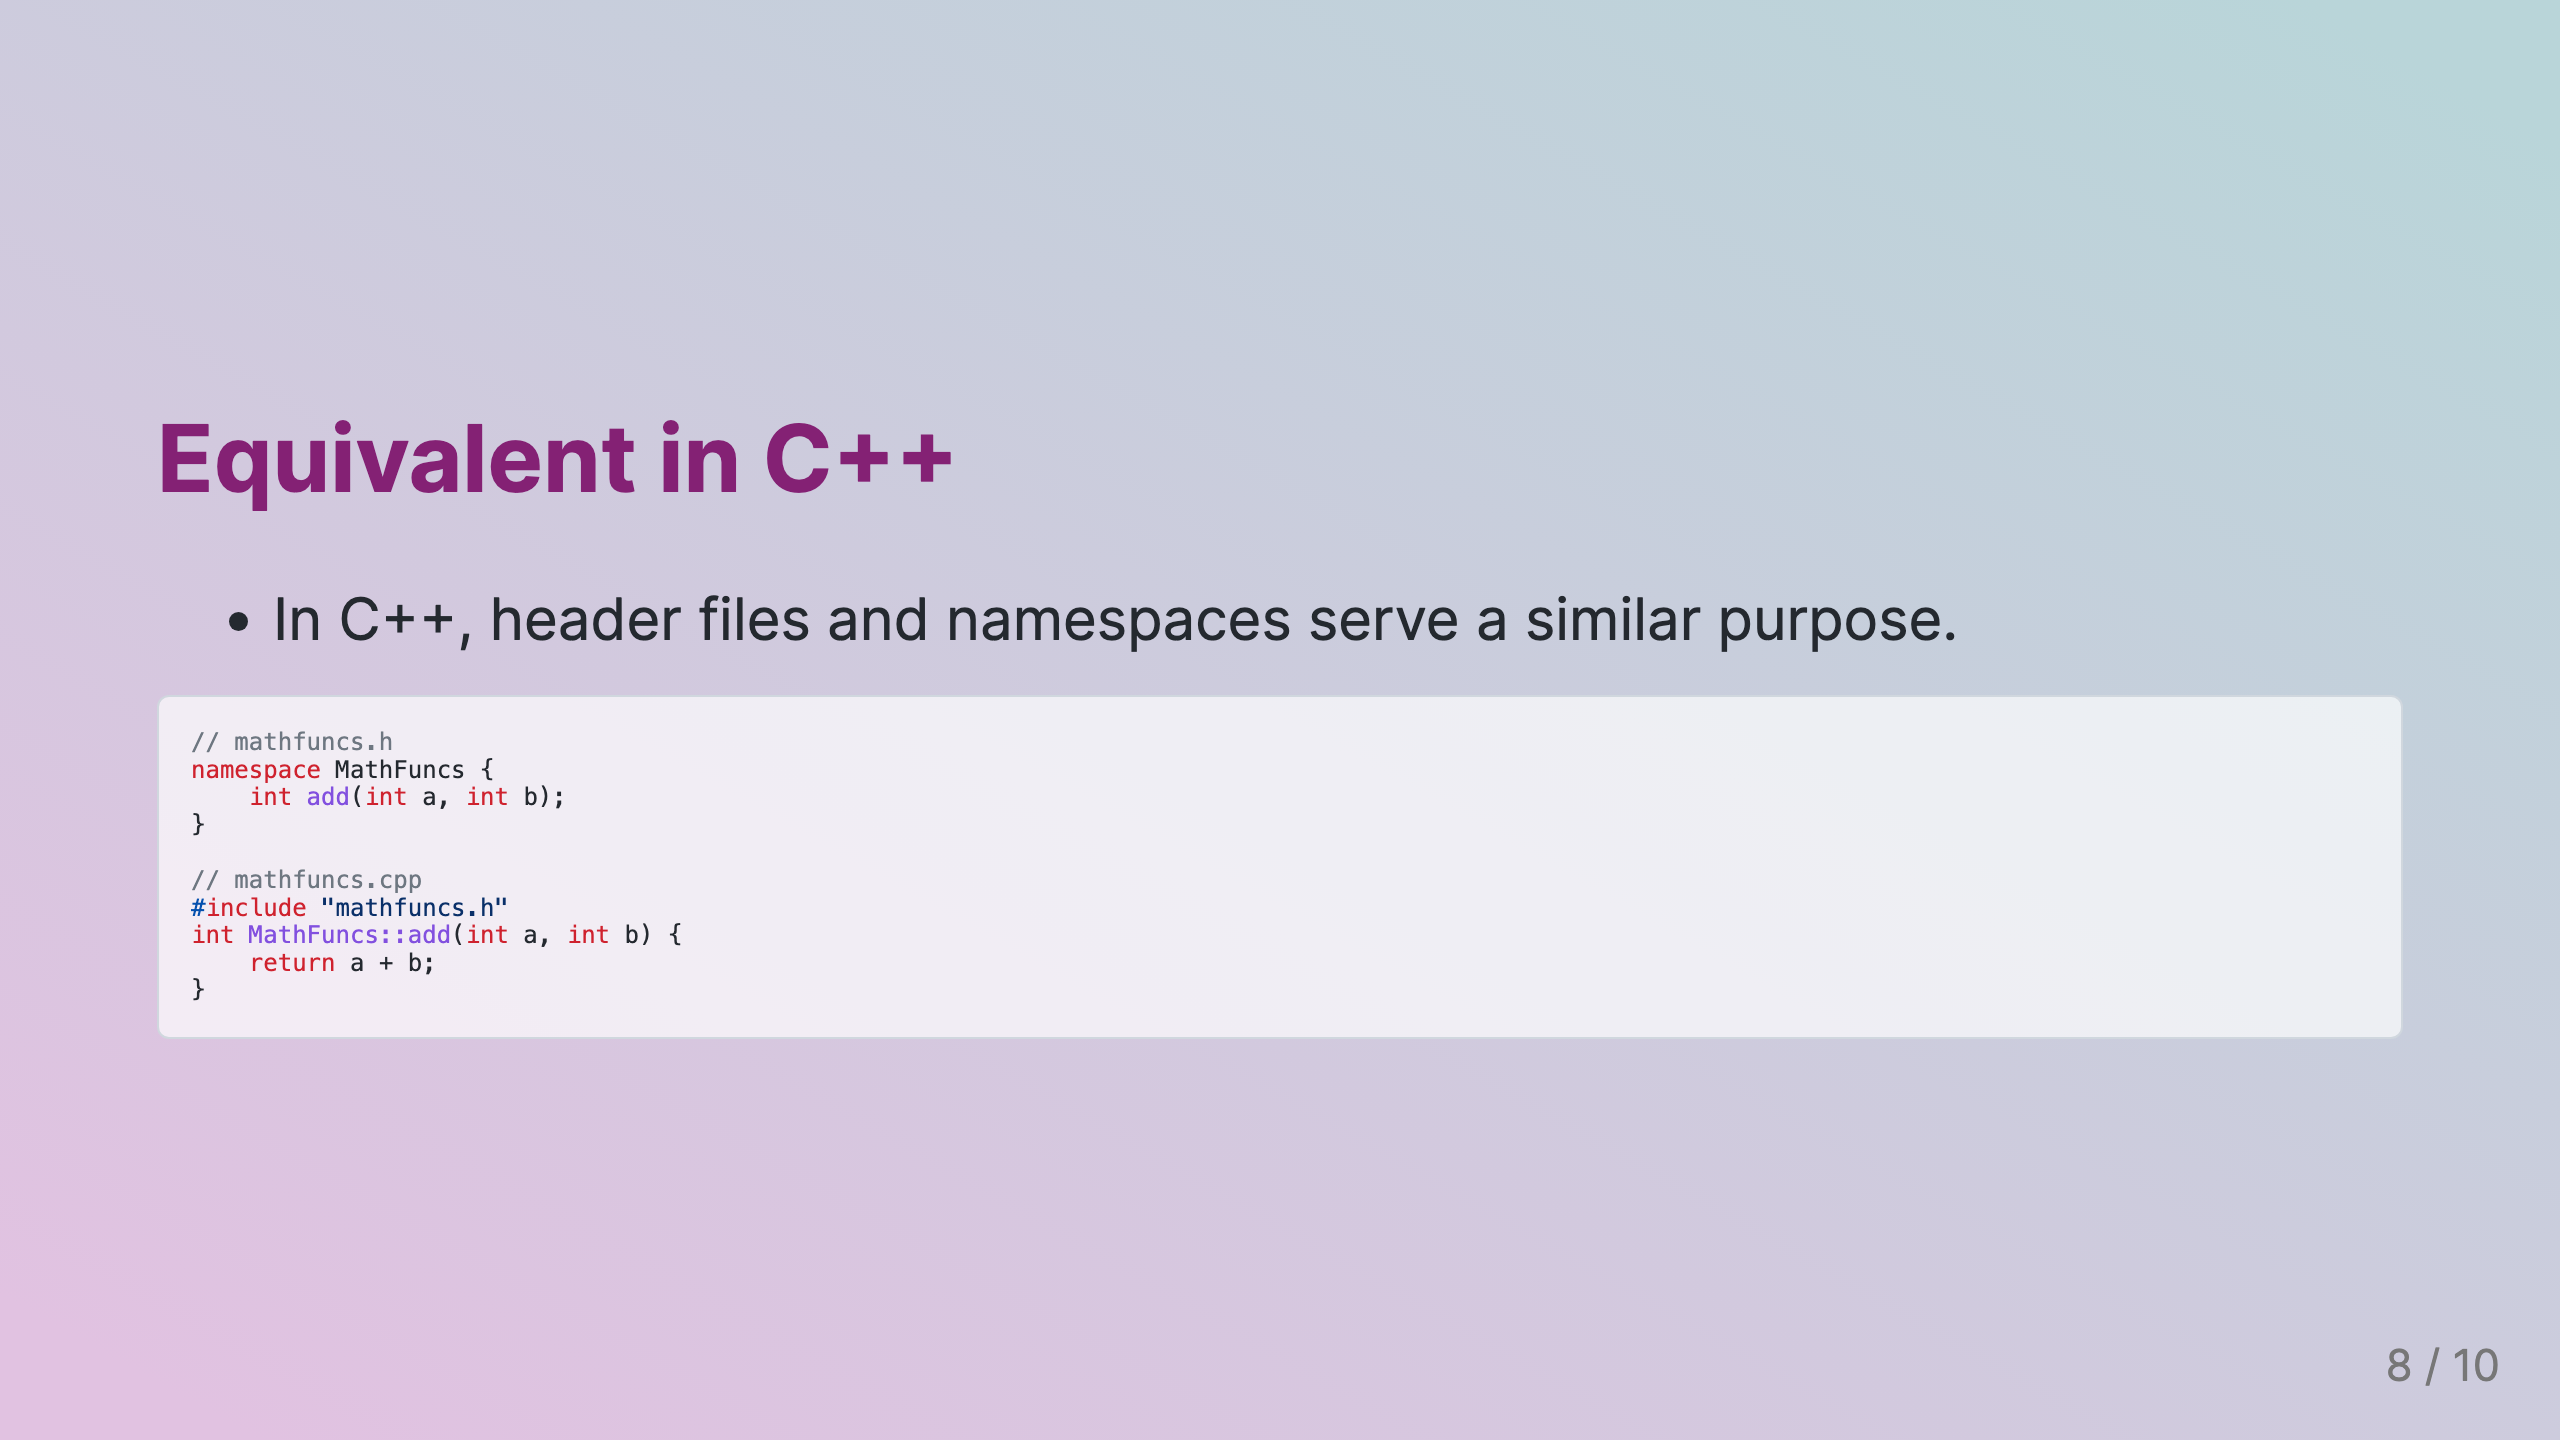 Equivalent in C++
• In C++, header files and namespaces serve a similar purpose.
// mathfuncs.h
namespace MathFuncs {
    int add(int a, int b);
}

// mathfuncs.cpp
#include "mathfuncs.h"
int MathFuncs::add(int a, int b) {
    return a + b;
}
8 / 10